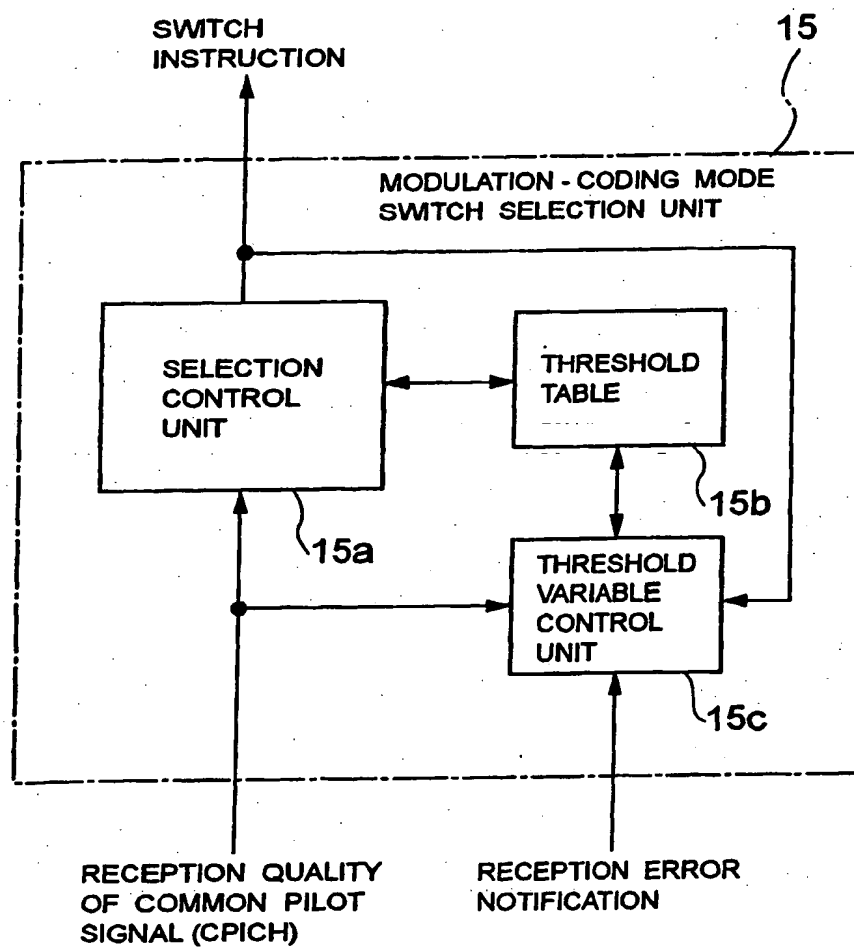 SWITCH
INSTRUCTION
15
MODULATION - CODING MODE
SWITCH SELECTION UNIT
SELECTION
CONTROL
UNIT
THRESHOLD
TABLE
15a
15b
THRESHOLD
VARIABLE
CONTROL
UNIT
15c
RECEPTION QUALITY
OF COMMON PILOT
SIGNAL (CPICH)
RECEPTION ERROR
NOTIFICATION